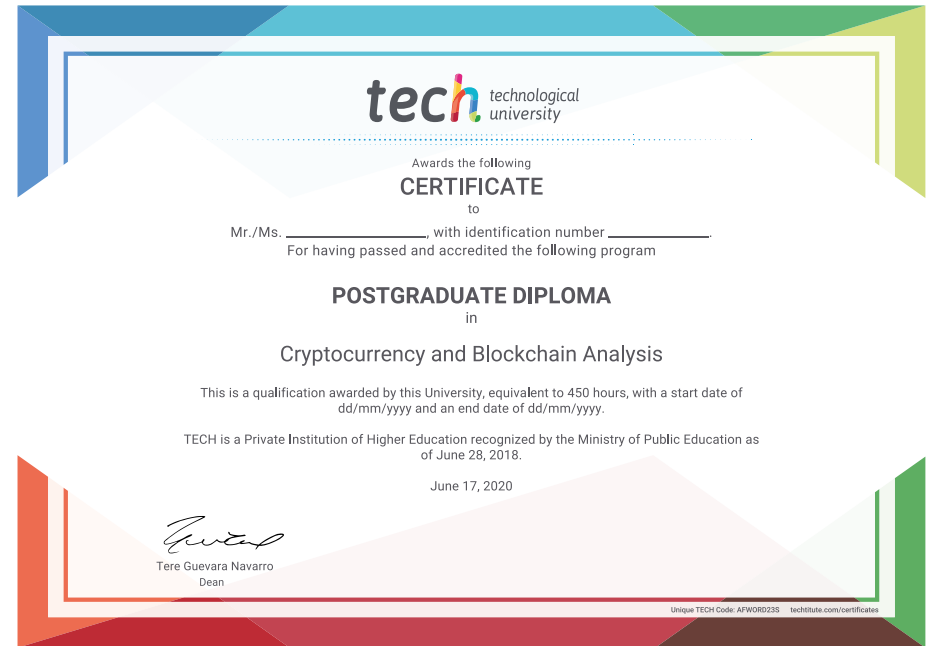 tech technological
university
Awards the following
CERTIFICATE
to
Mr./Ms. ____________, with identification number ____________.
For having passed and accredited the following program
POSTGRADUATE DIPLOMA
in
Cryptocurrency and Blockchain Analysis
This is a qualification awarded by this University, equivalent to 450 hours, with a start date of
dd/mm/yyyy and an end date of dd/mm/yyyy.
TECH is a Private Institution of Higher Education recognized by the Ministry of Public Education as
of June 28, 2018.
June 17, 2020
Tere Guevara Navarro
Dean
Unique TECH Code: AFWORD23S techtitute.com/certificates